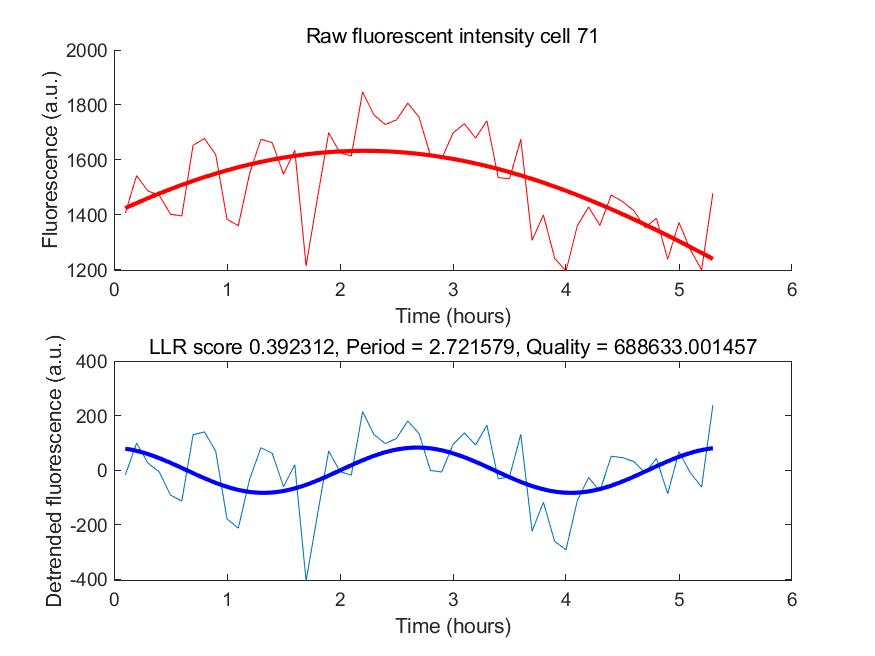 Raw fluorescent intensity cell 71
2000
1800
1600
1400
1200
Fluorescence (a.u.)
0 1 2 3 4 5 6
Time (hours)
LLR score 0.392312, Period = 2.721579, Quality = 688633.001457
400
200
0
-200
-400
Detrended fluorescence (a.u.)
0 1 2 3 4 5 6
Time (hours)